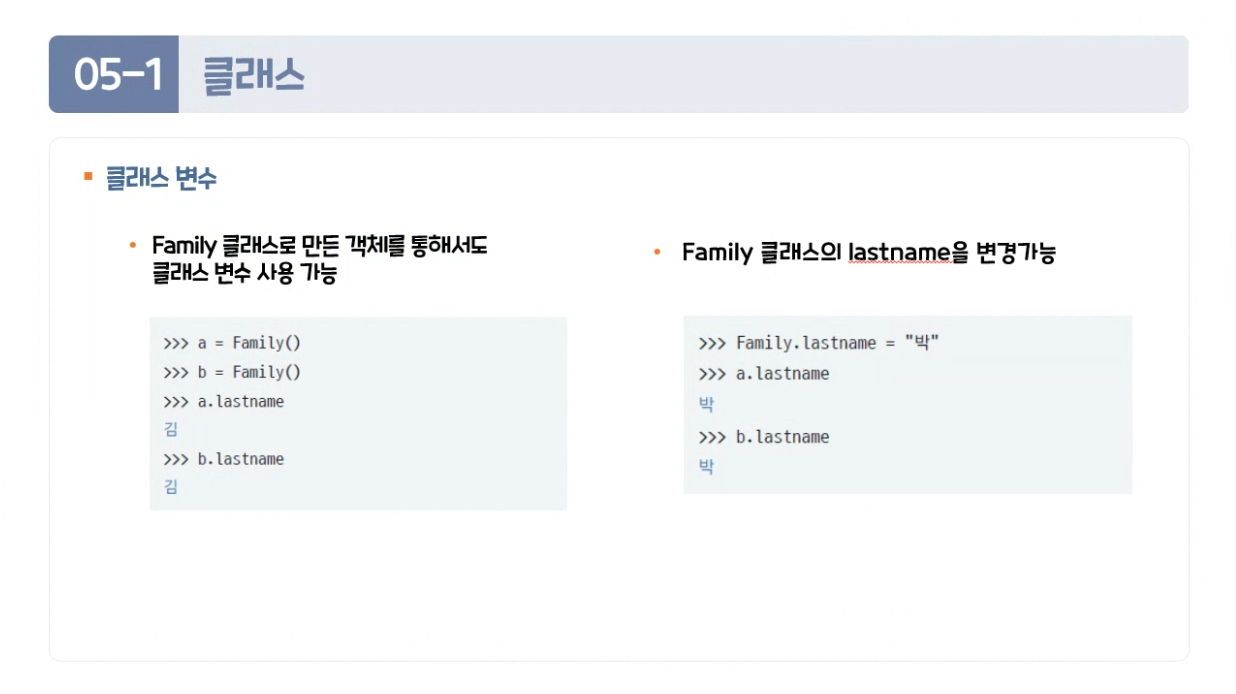 05-1 클래스
클래스 변수
Family 클래스로 만든 객체를 통해서도
클래스 변수 사용 가능
>>> a = Family()
>>> b = Family()
>>> a.lastname
김
>>> b.lastname
김
Family 클래스의 lastname을 변경가능
>>> Family.lastname = "박"
>>> a.lastname
박
>>> b.lastname
박